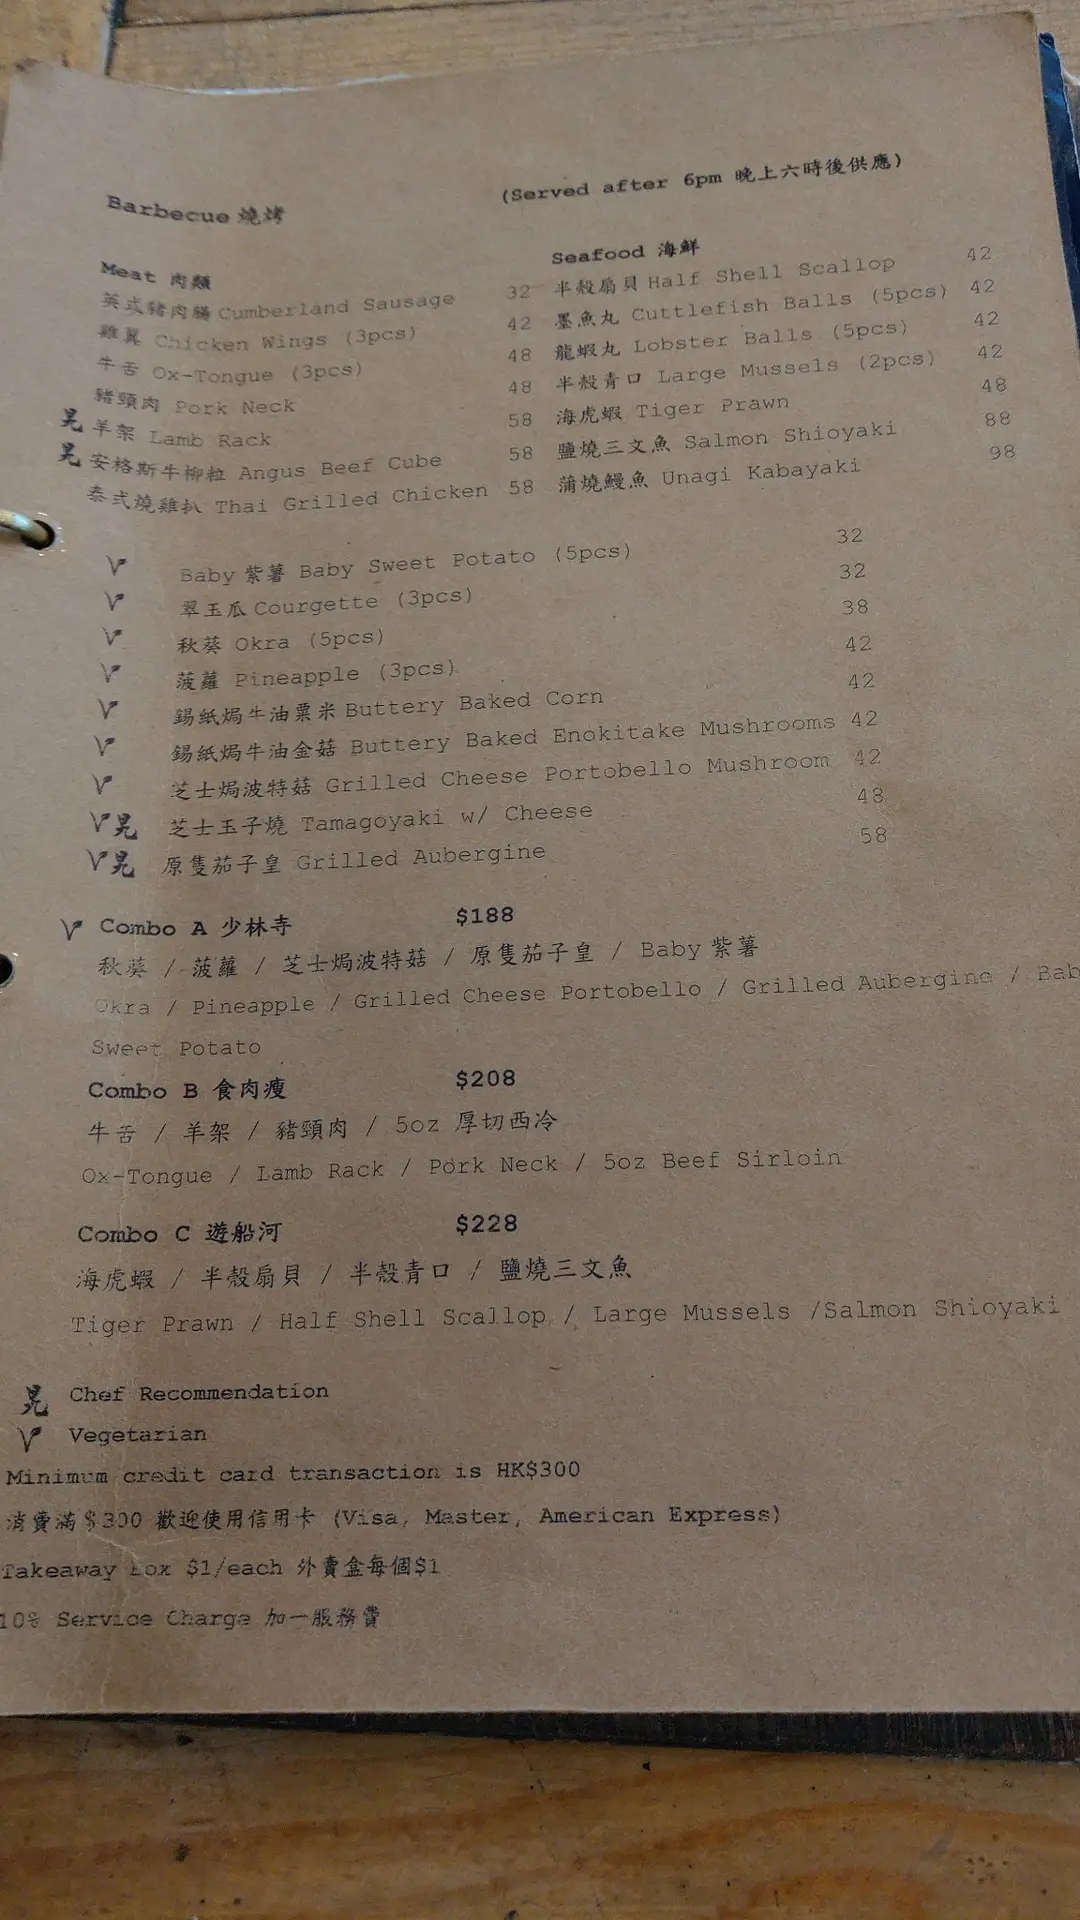 Barbecue 燒烤 (Served after 6pm 晚上六時後供應)
Meat 肉類
英式豬肉腸 Cumberland Sausage 32
雞翼 Chicken Wings (3pcs) 42
牛舌 Ox-Tongue (3pcs) 48
豬頸肉 Pork Neck 48
晃 羊架 Lamb Rack 58
晃 安格斯牛柳粒 Angus Beef Cube 58
泰式燒雞扒 Thai Grilled Chicken 58
Seafood 海鮮
半殼扇貝 Half Shell Scallop 42
墨魚丸 Cuttlefish Balls (5pcs) 42
龍蝦丸 Lobster Balls (5pcs) 42
半殼青口 Large Mussels (2pcs) 42
海虎蝦 Tiger Prawn 48
鹽燒三文魚 Salmon Shioyaki 88
蒲燒鰻魚 Unagi Kabayaki 98
V Baby 紫薯 Baby Sweet Potato (5pcs) 32
V 翠玉瓜 Courgette (3pcs) 32
V 秋葵 Okra (5pcs) 38
V 菠蘿 Pineapple (3pcs) 42
V 錫紙焗牛油粟米 Buttery Baked Corn 42
V 錫紙焗牛油金菇 Buttery Baked Enokitake Mushrooms 42
V 芝士焗波特菇 Grilled Cheese Portobello Mushroom 42
V晃 芝士玉子燒 Tamagoyaki w/ Cheese 48
V晃 原隻茄子皇 Grilled Aubergine 58
V Combo A 少林寺 $188
秋葵 / 菠蘿 / 芝士焗波特菇 / 原隻茄子皇 / Baby 紫薯
Okra / Pineapple / Grilled Cheese Portobello / Grilled Aubergine / Bab
Sweet Potato
Combo B 食肉瘦 $208
牛舌 / 羊架 / 豬頸肉 / 5oz 厚切西冷
Ox-Tongue / Lamb Rack / Pork Neck / 5oz Beef Sirloin
Combo C 遊船河 $228
海虎蝦 / 半殼扇貝 / 半殼青口 / 鹽燒三文魚
Tiger Prawn / Half Shell Scallop / Large Mussels /Salmon Shioyaki
晃 Chef Recommendation
V Vegetarian
Minimum credit card transaction is HK$300
消費滿$300 歡迎使用信用卡 (Visa, Master, American Express)
Takeaway Box $1/each 外賣盒每個$1
10% Service Charge 加一服務費